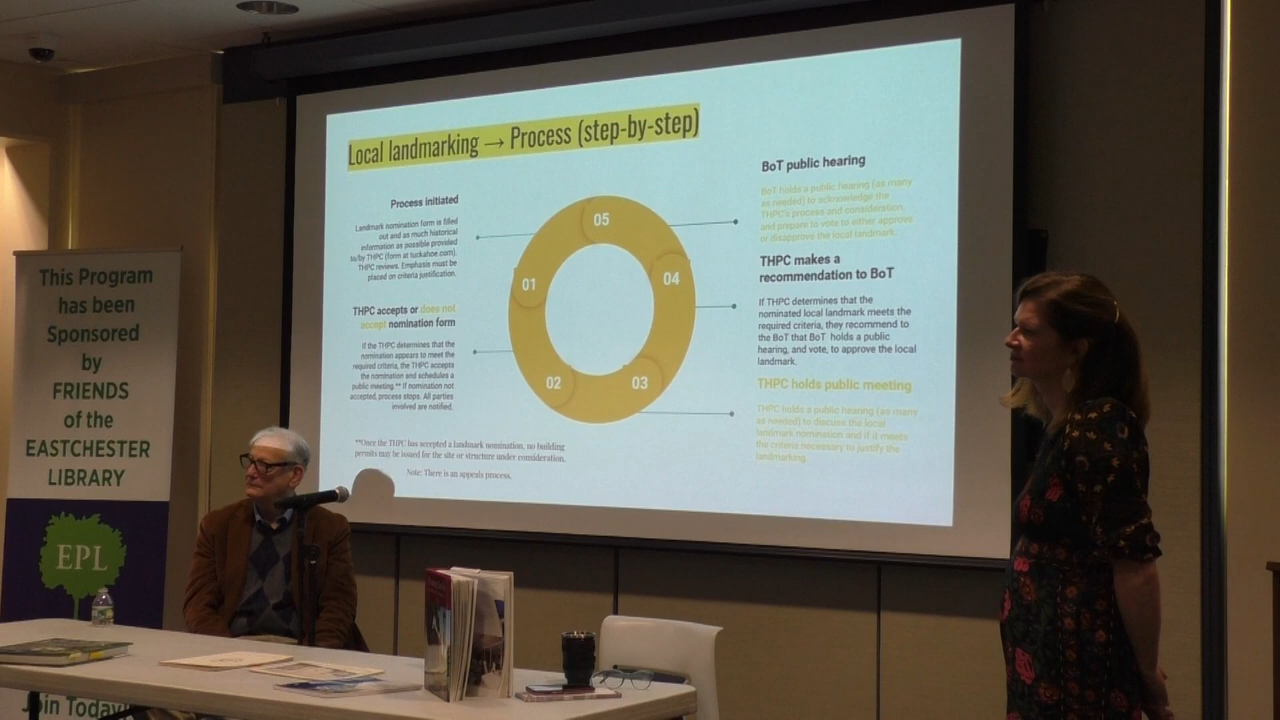 Local landmarking → Process (step-by-step)
Process initiated
Landmark nomination form is filled
out and as much historical
information as possible provided
to/by THPC (form at tuckahoe.com).
THPC reviews. Emphasis must be
placed on criteria justification.
THPC accepts or does not
accept nomination form
If the THPC determines that the
nomination appears to meet the
required criteria, the THPC accepts
the nomination and schedules a
public meeting.** If nomination not
accepted, process stops. All parties
involved are notified.
**Once the THPC has accepted a landmark nomination, no building
permits may be issued for the site or structure under consideration.
Note: There is an appeals process.
05
01
04
02
03
BoT public hearing
BoT holds a public hearing (as many
as needed) to acknowledge the
THPC's process and consideration,
and prepare to vote to either approve
or disapprove the local landmark.
THPC makes a
recommendation to BoT
If THPC determines that the
nominated local landmark meets the
required criteria, they recommend to
the BoT that BoT holds a public
hearing, and vote, to approve the local
landmark.
THPC holds public meeting
THPC holds a public hearing (as many
as needed) to discuss the local
landmark nomination and if it meets
the criteria necessary to justify the
landmarking.
This Program
has been
Sponsored
by
FRIENDS
of the
EASTCHESTER
LIBRARY
EPL
Join Today!